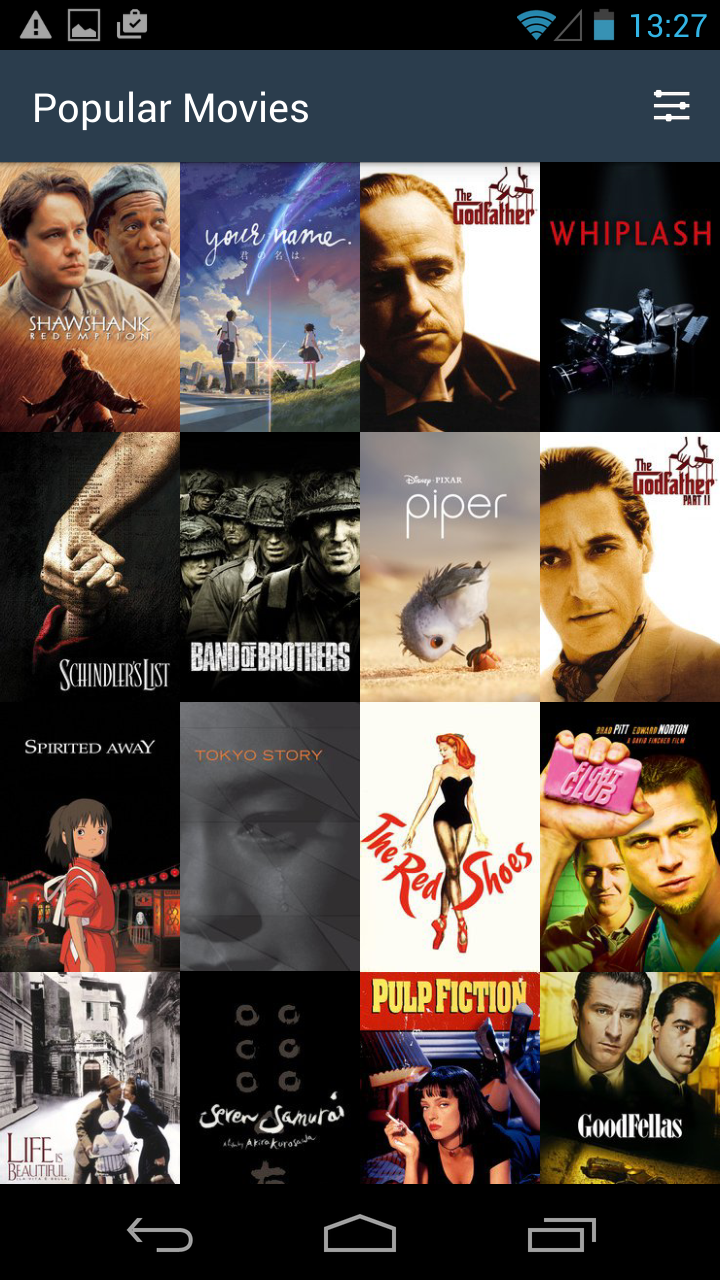 13:27
Popular Movies
THE
SHAWSHANK
REDEMPTION
your name.
君の名は。
The
Godfather
WHIPLASH
SCHINDLER'S LIST
BAND OF BROTHERS
Disney · PIXAR
piper
The
Godfather
PART II
SPIRITED AWAY
TOKYO STORY
The Red Shoes
BRAD PITT EDWARD NORTON
A DAVID FINCHER FILM
FIGHT
CLUB
LIFE IS
BEAUTIFUL
Seven Samurai
a film by Akira Kurosawa
PULP FICTION
GOODFELLAS